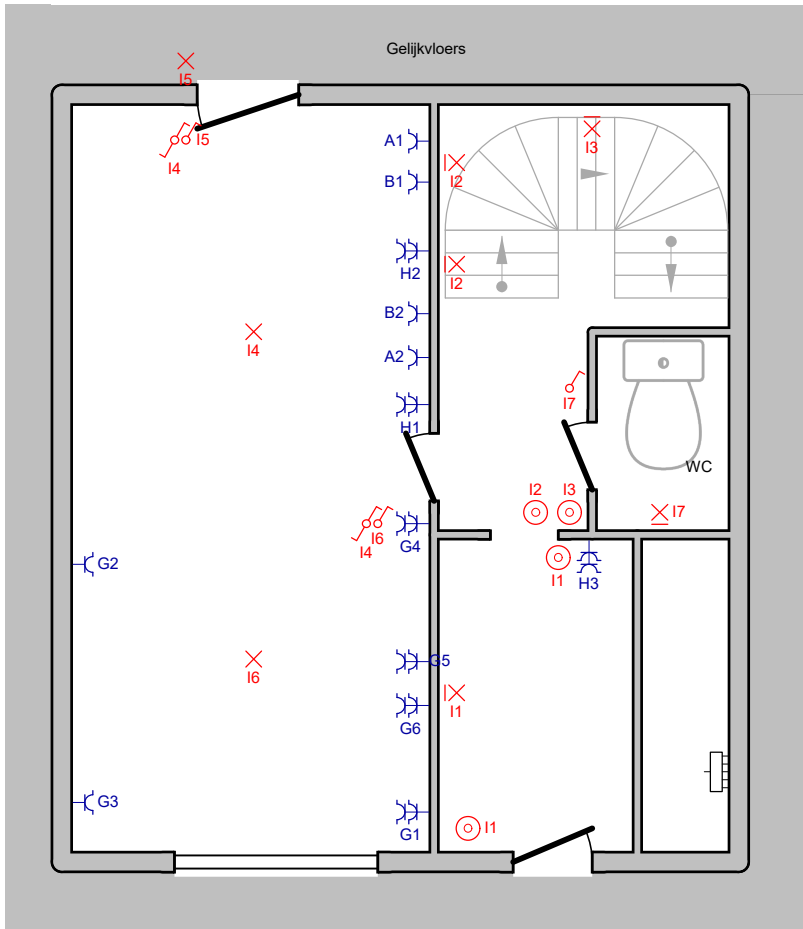 Gelijkvloers
I5
I5
I4
A1
I3
I2
B1
H2
I2
B2
I4
A2
I7
H1
WC
I2
I3
I7
I4
I6
G4
G2
I1
H3
G5
I6
I1
G6
G3
G1
I1